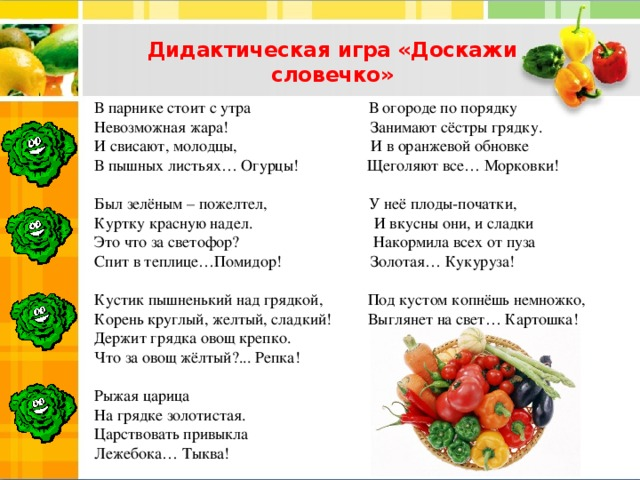 Дидактическая игра «Доскажи
словечко»
В парнике стоит с утра
Невозможная жара!
И свисают, молодцы,
В пышных листьях… Огурцы!
Был зелёным – пожелтел,
Куртку красную надел.
Это что за светофор?
Спит в теплице…Помидор!
Кустик пышненький над грядкой,
Корень круглый, желтый, сладкий!
Держит грядка овощ крепко.
Что за овощ жёлтый?... Репка!
Рыжая царица
На грядке золотистая.
Царствовать привыкла
Лежебока… Тыква!
В огороде по порядку
Занимают сёстры грядку.
И в оранжевой обновке
Щеголяют все… Морковки!
У неё плоды-початки,
И вкусны они, и сладки
Накормила всех от пуза
Золотая… Кукуруза!
Под кустом копнёшь немножко,
Выглянет на свет… Картошка!